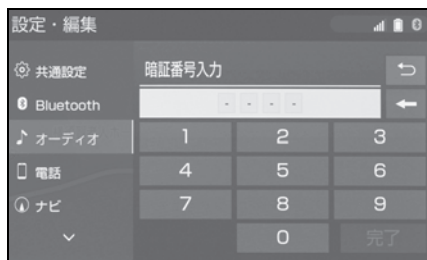 設定・編集
共通設定
Bluetooth
オーディオ
電話
ナビ
暗証番号入力
- - - -
1 2 3
4 5 6
7 8 9
0 完了